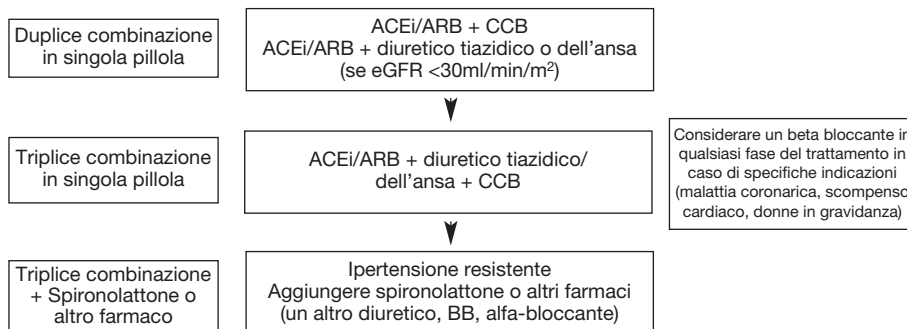 Duplice combinazione
in singola pillola
ACEi/ARB + CCB
ACEi/ARB + diuretico tiazidico o dell'ansa
(se eGFR <30ml/min/m²)
Triplice combinazione
in singola pillola
ACEi/ARB + diuretico tiazidico/
dell'ansa + CCB
Considerare un beta bloccante in
qualsiasi fase del trattamento in
caso di specifiche indicazioni
(malattia coronarica, scompenso
cardiaco, donne in gravidanza)
Triplice combinazione
+ Spironolattone o
altro farmaco
Ipertensione resistente
Aggiungere spironolattone o altri farmaci
(un altro diuretico, BB, alfa-bloccante)